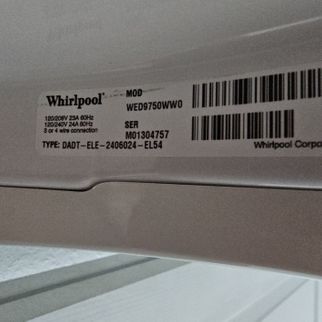 Whirlpool®
MOD
WED9750WW0
120/208V 23A 60Hz
120/240V 24A 60Hz
3 or 4 wire connection
SER
M01304757
TYPE: DADT-ELE-2406024-EL54
Whirlpool Corpo